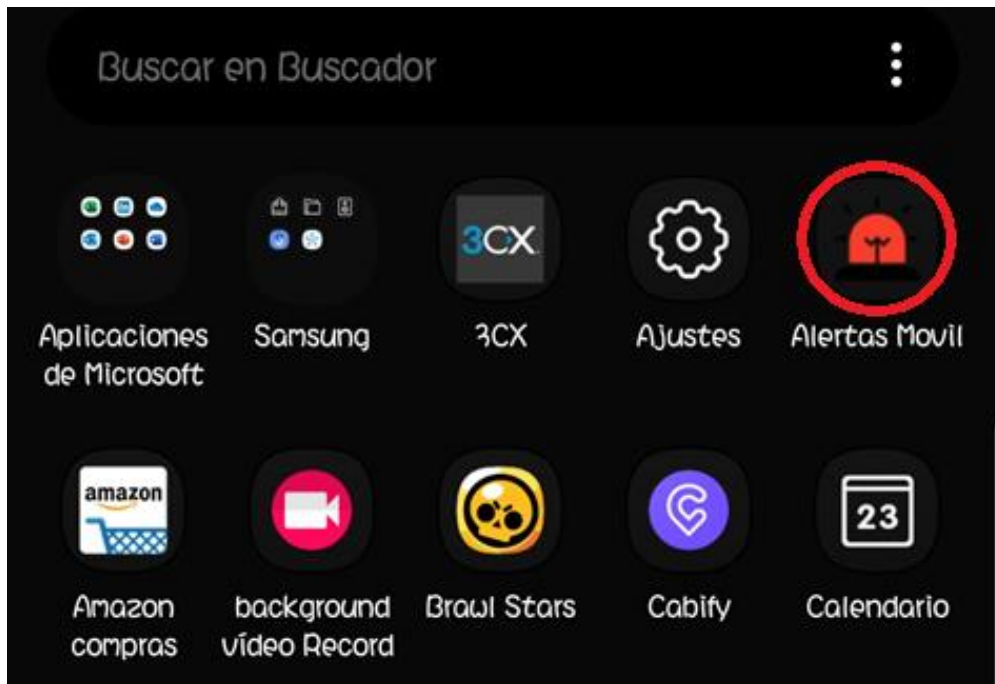 Buscar en Buscador
3CX
Aplicaciones
de Microsoft
Samsung
3CX
Ajustes
Alertas Movil
amazon
23
Amazon
compras
background
vídeo Record
Brawl Stars
Cabify
Calendario